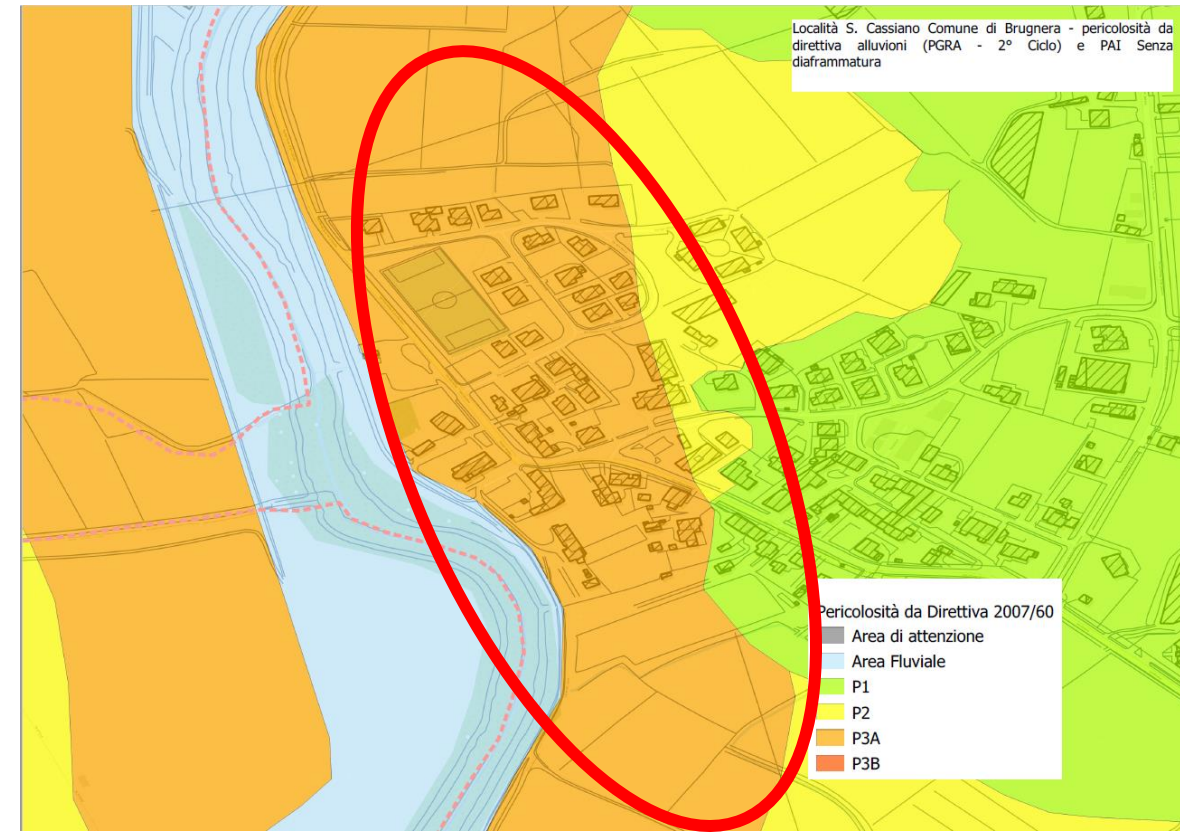 Località S. Cassiano Comune di Brugnera - pericolosità da
direttiva alluvioni (PGRA - 2° Ciclo) e PAI Senza
diaframmatura
Pericolosità da Direttiva 2007/60
Area di attenzione
Area Fluviale
P1
P2
P3A
P3B